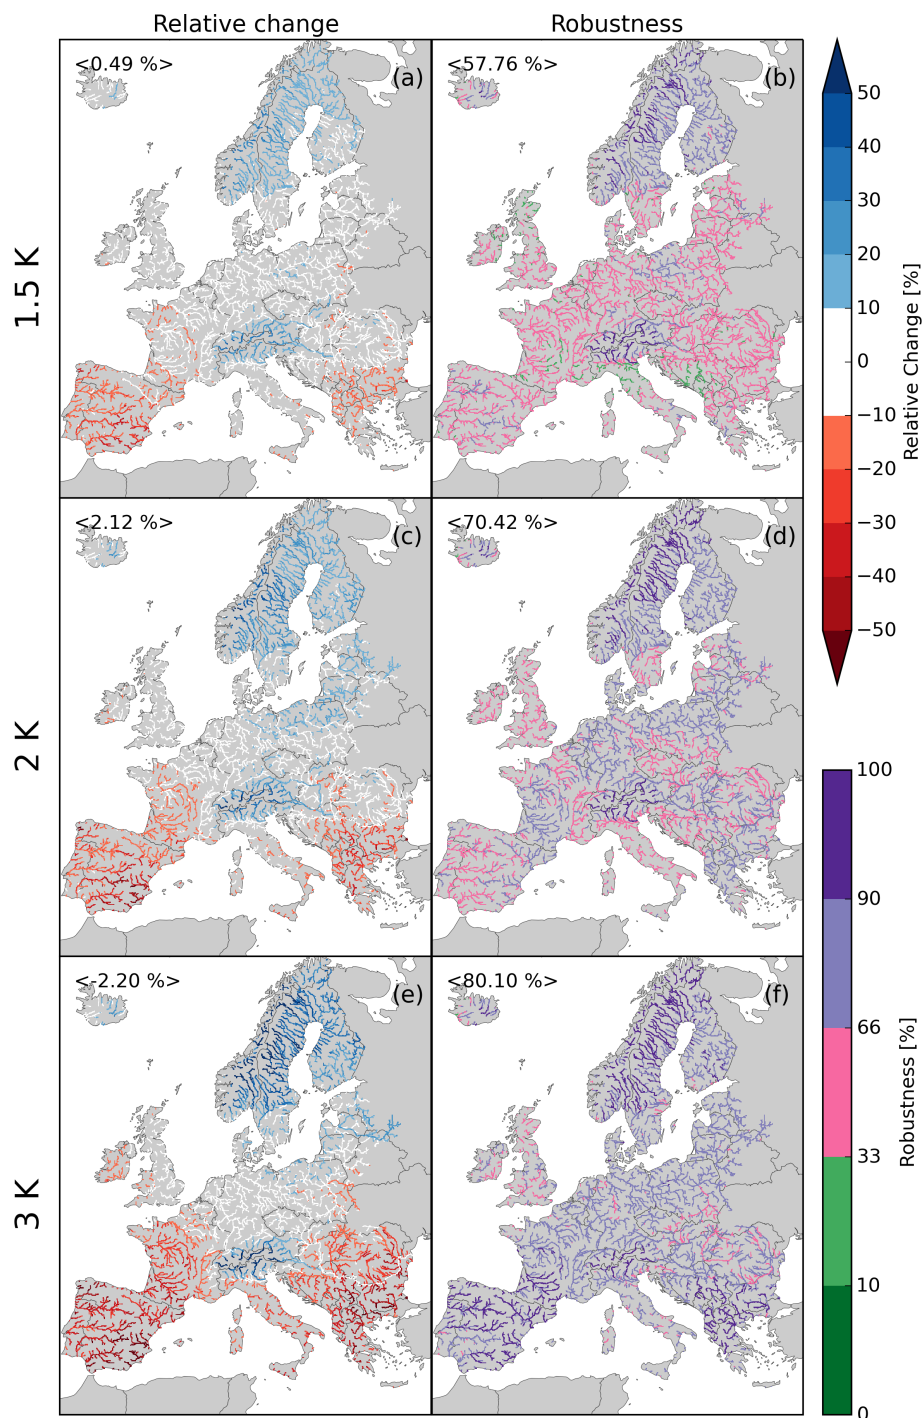 Relative change
Robustness
<0.49 %>
(a)
<57.76 %>
(b)
1.5 K
<2.12 %>
(c)
<70.42 %>
(d)
2 K
<-2.20 %>
(e)
<80.10 %>
(f)
3 K
50
40
30
20
10
0
−10
−20
−30
−40
−50
Relative Change [%]
100
90
66
33
10
0
Robustness [%]